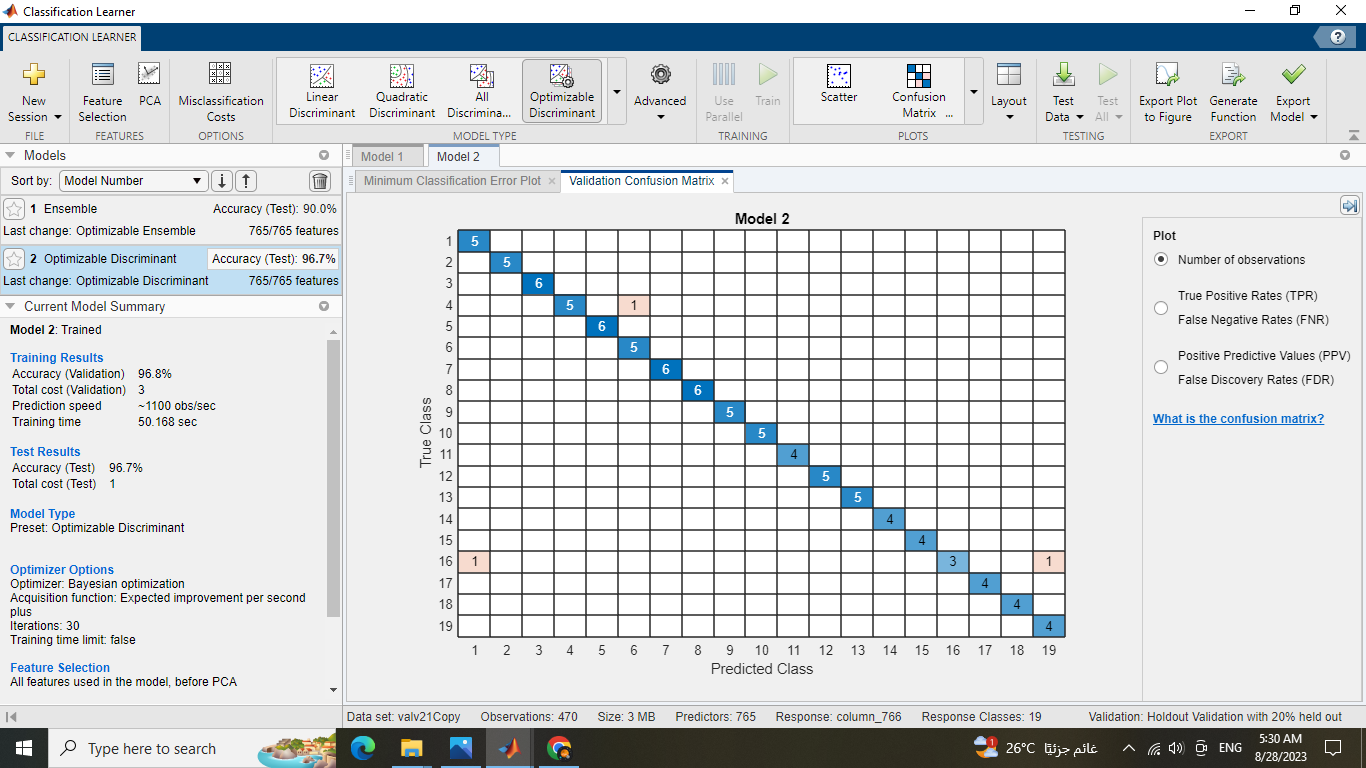 Classification Learner
CLASSIFICATION LEARNER
?
New Session
Feature Selection
PCA
Misclassification Costs
Linear Discriminant
Quadratic Discriminant
All Discrimina...
Optimizable Discriminant
Advanced
Use Parallel
Train
Scatter
Confusion Matrix ...
Layout
Test Data
Test All
Export Plot to Figure
Generate Function
Export Model
FILE
FEATURES
OPTIONS
MODEL TYPE
TRAINING
PLOTS
TESTING
EXPORT
Models
Sort by: Model Number
1 Ensemble Accuracy (Test): 90.0%
Last change: Optimizable Ensemble 765/765 features
2 Optimizable Discriminant Accuracy (Test): 96.7%
Last change: Optimizable Discriminant 765/765 features
Current Model Summary
Model 2: Trained
Training Results
Accuracy (Validation) 96.8%
Total cost (Validation) 3
Prediction speed ~1100 obs/sec
Training time 50.168 sec
Test Results
Accuracy (Test) 96.7%
Total cost (Test) 1
Model Type
Preset: Optimizable Discriminant
Optimizer Options
Optimizer: Bayesian optimization
Acquisition function: Expected improvement per second
plus
Iterations: 30
Training time limit: false
Feature Selection
All features used in the model, before PCA
Model 1 Model 2
Minimum Classification Error Plot Validation Confusion Matrix
Model 2
True Class
1 5
2 5
3 6
4 5 1
5 6
6 5
7 6
8 6
9 5
10 5
11 4
12 5
13 5
14 4
15 4
16 1 3 1
17 4
18 4
19 4
1 2 3 4 5 6 7 8 9 10 11 12 13 14 15 16 17 18 19
Predicted Class
Plot
Number of observations
True Positive Rates (TPR)
False Negative Rates (FNR)
Positive Predictive Values (PPV)
False Discovery Rates (FDR)
What is the confusion matrix?
Data set: valv21Copy Observations: 470 Size: 3 MB Predictors: 765 Response: column_766 Response Classes: 19 Validation: Holdout Validation with 20% held out
Type here to search
1
26°C غائم جزئيًا
ENG
5:30 AM
8/28/2023